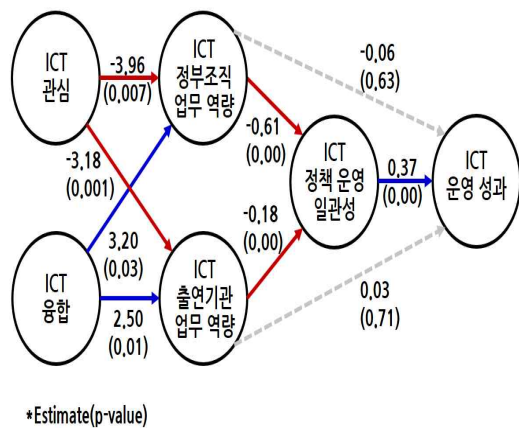 ICT
관심
-3,96
(0,007)
ICT
정부조직
업무 역량
-0,06
(0,63)
-3,18
(0,001)
-0,61
(0,00)
ICT
정책 운영
일관성
0,37
(0,00)
ICT
운영 성과
3,20
(0,03)
-0,18
(0,00)
ICT
융합
2,50
(0,01)
ICT
출연기관
업무 역량
0,03
(0,71)
*Estimate(p-value)